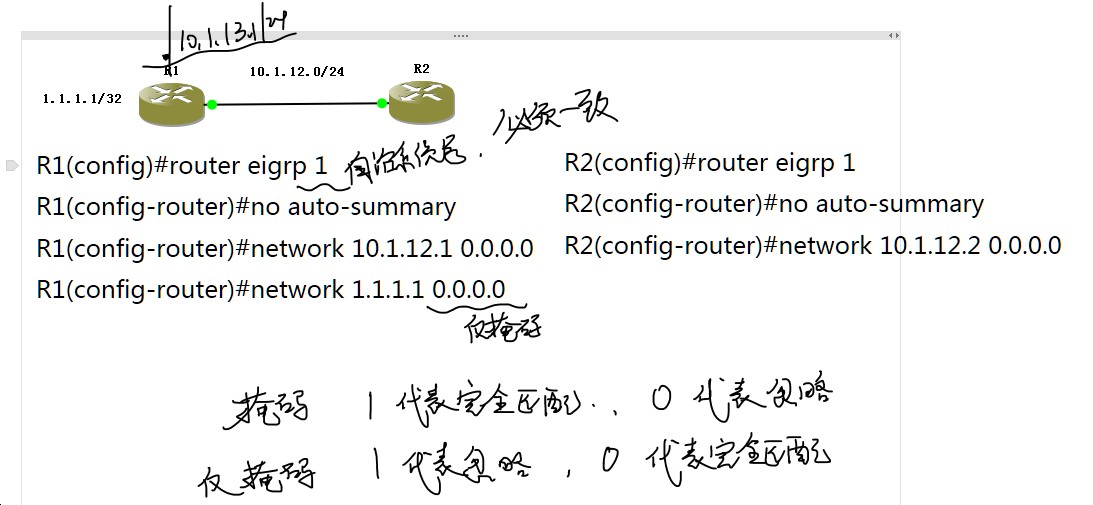 10.1.13.1/24
R1
10.1.12.0/24
R2
1.1.1.1/32
必须一致
R1(config)#router eigrp 1
自治系统号.
R2(config)#router eigrp 1
R1(config-router)#no auto-summary
R2(config-router)#no auto-summary
R1(config-router)#network 10.1.12.1 0.0.0.0
R2(config-router)#network 10.1.12.2 0.0.0.0
R1(config-router)#network 1.1.1.1 0.0.0.0
仅掩码
掩码 1 代表完全匹配., 0 代表忽略
仅掩码 1 代表忽略, 0 代表完全匹配